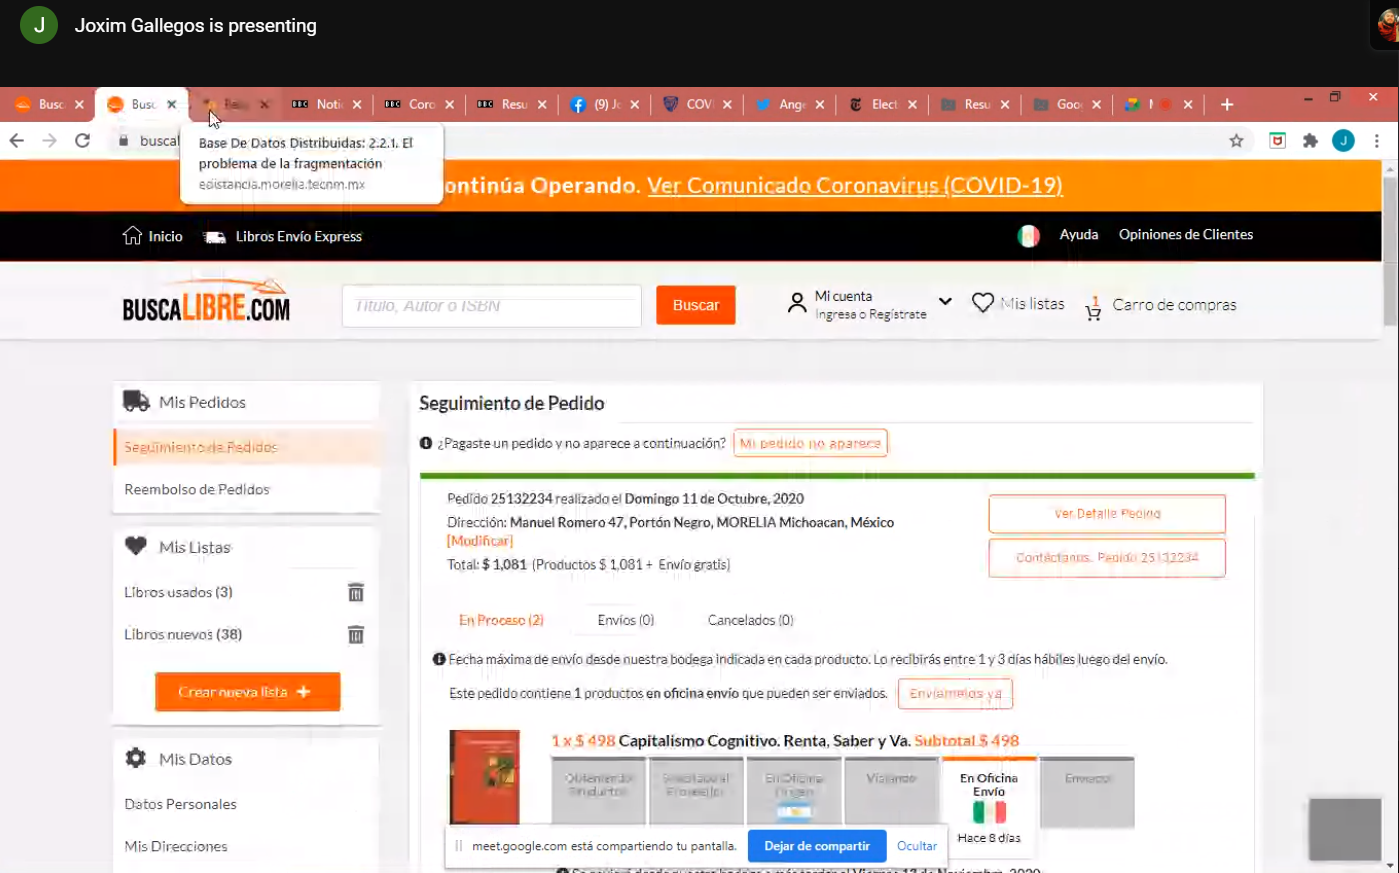 J
Joxim Gallegos is presenting
Busc
Busc
Notic
Coro
Resu
(9) Jo
COVI
Ange
Elect
Resu
Goo
Base De Datos Distribuidas: 2.2.1. El
problema de la fragmentación
edistancia.morelia.tecnm.mx
buscal
J
ontinúa Operando. Ver Comunicado Coronavirus (COVID-19)
Inicio
Libros Envío Express
Ayuda
Opiniones de Clientes
BUSCALIBRE.COM
Título, Autor o ISBN
Buscar
Mi cuenta
Ingresa o Regístrate
Mis listas
1
Carro de compras
Mis Pedidos
Seguimiento de Pedidos
Reembolso de Pedidos
Mis Listas
Libros usados (3)
Libros nuevos (38)
Crear nueva lista +
Mis Datos
Datos Personales
Mis Direcciones
Seguimiento de Pedido
¿Pagaste un pedido y no aparece a continuación?
Mi pedido no aparece
Pedido 25132234 realizado el Domingo 11 de Octubre, 2020
Dirección: Manuel Romero 47, Portón Negro, MORELIA Michoacan, México
[Modificar]
Total: $ 1,081 (Productos $ 1,081 + Envío gratis)
Ver Detalle Pedido
Contáctanos. Pedido 25132234
En Proceso (2)
Envíos (0)
Cancelados (0)
Fecha máxima de envío desde nuestra bodega indicada en cada producto. Lo recibirás entre 1 y 3 días hábiles luego del envío.
Este pedido contiene 1 productos en oficina envío que pueden ser enviados.
Envíamelos ya
1 x $ 498 Capitalismo Cognitivo. Renta, Saber y Va. Subtotal $ 498
Obteniendo
Producto
En Oficina
Origen
Viajando
En Oficina
Envío
Hace 8 días
Enviado
meet.google.com está compartiendo tu pantalla.
Dejar de compartir
Ocultar